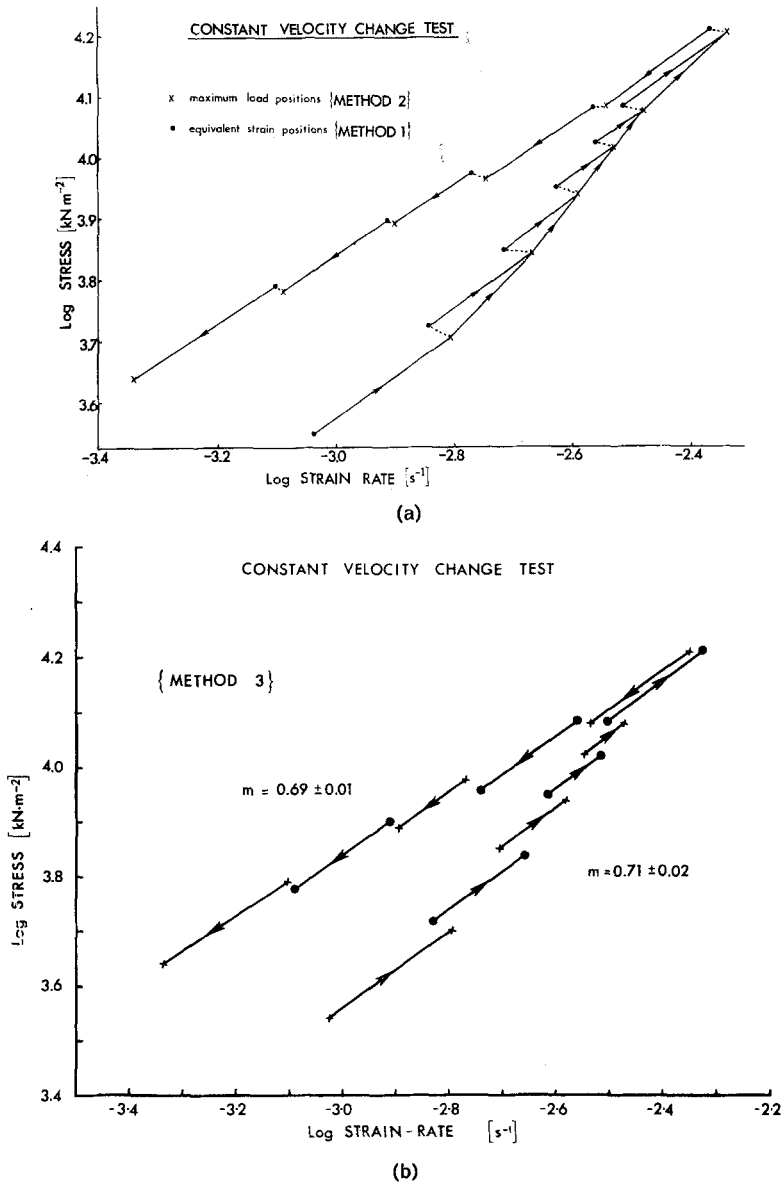 CONSTANT VELOCITY CHANGE TEST
x maximum load positions {METHOD 2}
• equivalent strain positions {METHOD 1}
Log STRESS [kN m⁻²]
4.2
4.1
4.0
3.9
3.8
3.7
3.6
-3.4
-3.2
-3.0
-2.8
-2.6
-2.4
Log STRAIN RATE [s⁻¹]
(a)
CONSTANT VELOCITY CHANGE TEST
{METHOD 3}
m = 0.69 ±0.01
m = 0.71 ±0.02
Log STRESS [kN·m⁻²]
4.4
4.2
4.0
3.8
3.6
3.4
-3.4
-3.2
-3.0
-2.8
-2.6
-2.4
-2.2
Log STRAIN-RATE [s⁻¹]
(b)